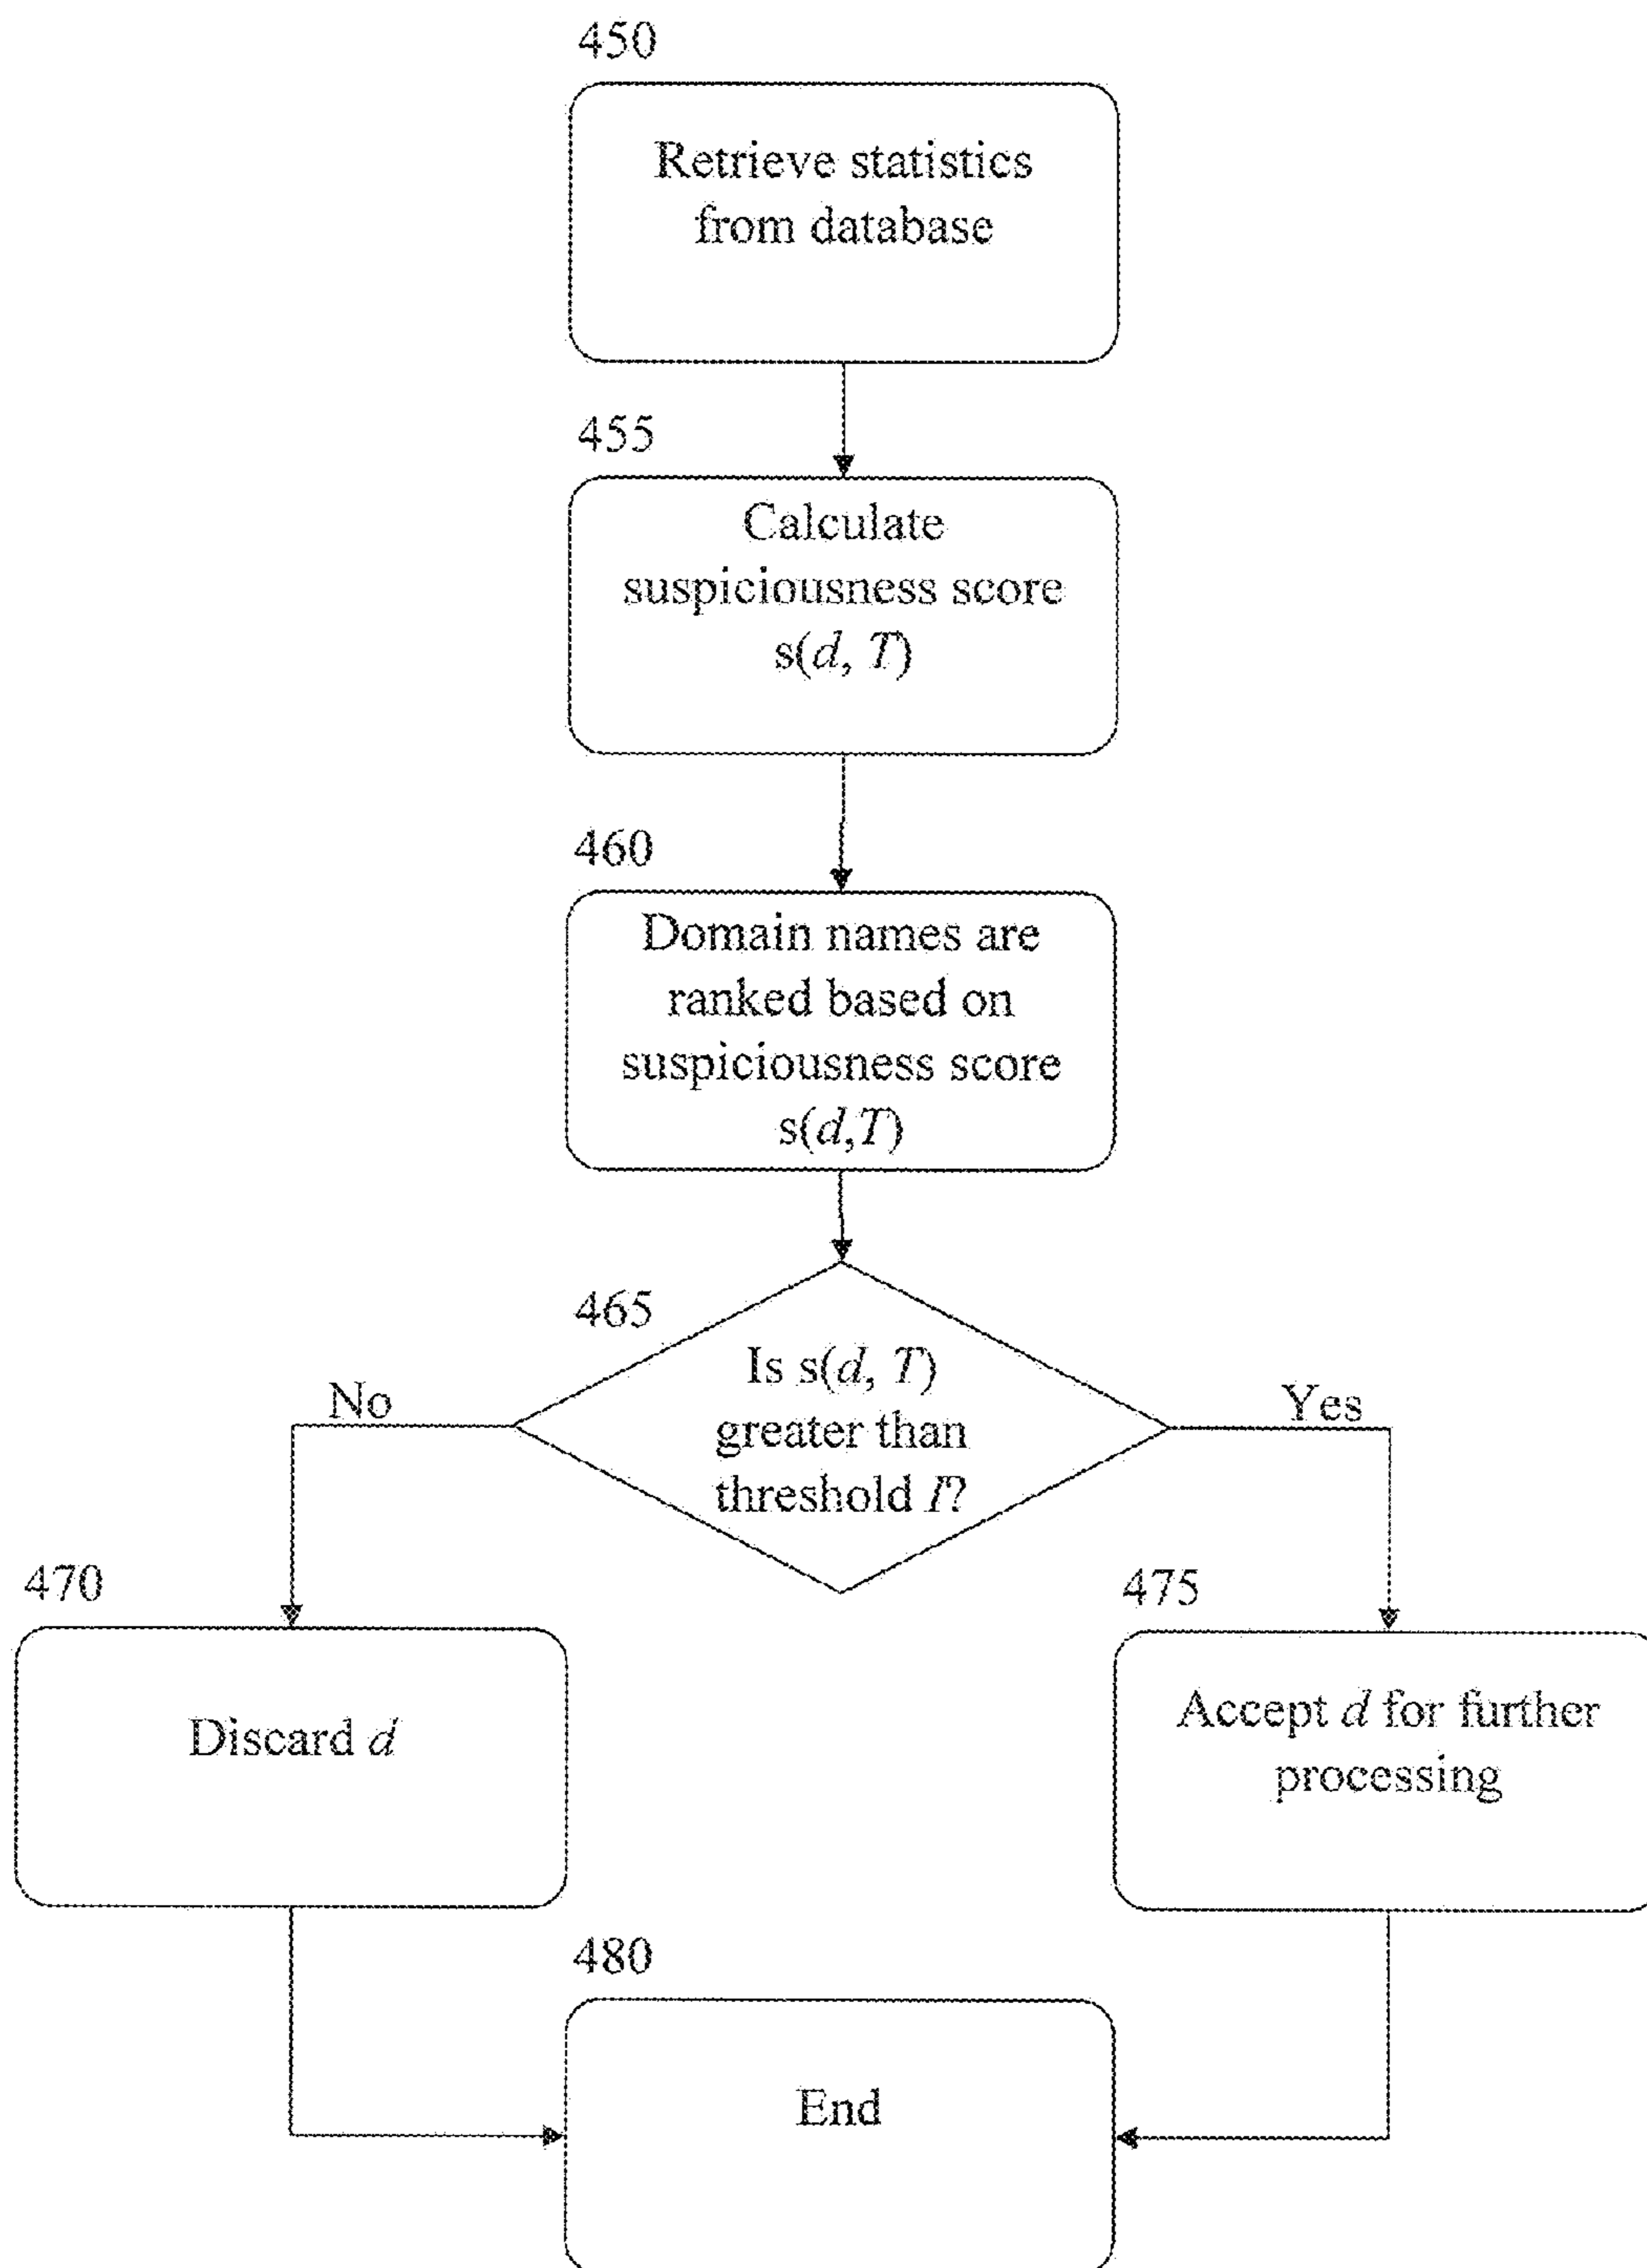 450
Retrieve statistics
from database
455
Calculate
suspiciousness score
s(d, T)
460
Domain names are
ranked based on
suspiciousness score
s(d,T)
465
Is s(d, T)
greater than
threshold I?
No
Yes
470
Discard d
475
Accept d for further
processing
480
End